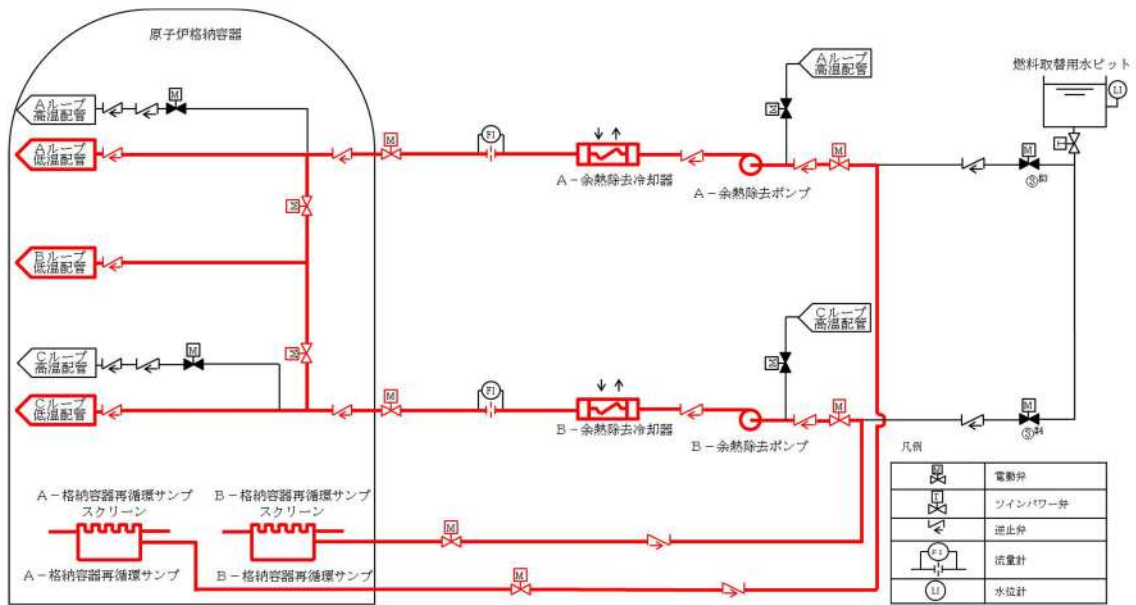 原子炉格納容器
Aループ
高温配管
M
Aループ
低温配管
M
FI
A-余熱除去冷却器
Aループ
高温配管
M
A-余熱除去ポンプ
M
燃料取替用水ピット
LI
T
M
M
Bループ
低温配管
M
Cループ
高温配管
M
Cループ
低温配管
M
FI
B-余熱除去冷却器
Cループ
高温配管
M
B-余熱除去ポンプ
M
M
A-格納容器再循環サンプ
スクリーン
B-格納容器再循環サンプ
スクリーン
M
M
A-格納容器再循環サンプ
B-格納容器再循環サンプ
凡例
M
電動弁
T
ツインパワー弁
逆止弁
FI
流量計
LI
水位計